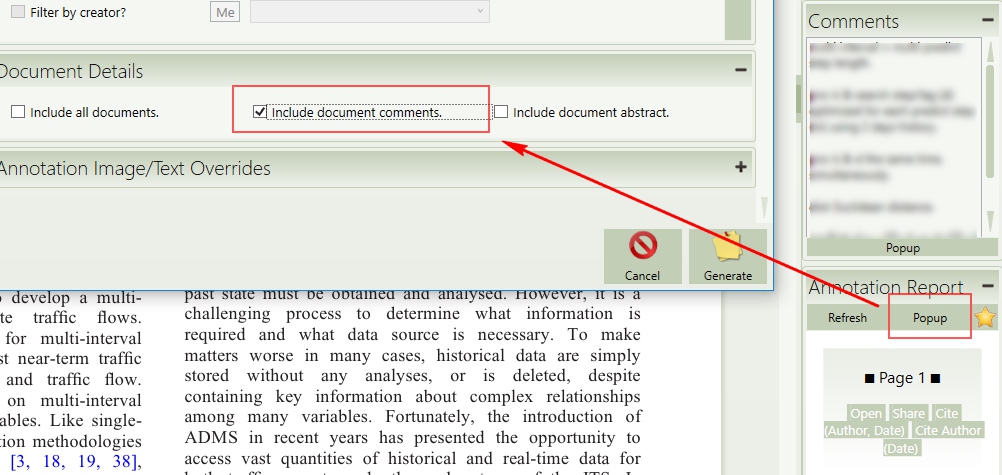 Filter by creator?
Me
Document Details
Include all documents.
Include document comments.
Include document abstract.
Annotation Image/Text Overrides
Cancel
Generate
develop a multi-
te traffic flows.
for multi-interval
st near-term traffic
and traffic flow.
on multi-interval
ables. Like single-
tion methodologies
[3, 18, 19, 38],
past state must be obtained and analysed. However, it is a
challenging process to determine what information is
required and what data source is necessary. To make
matters worse in many cases, historical data are simply
stored without any analyses, or is deleted, despite
containing key information about complex relationships
among many variables. Fortunately, the introduction of
ADMS in recent years has presented the opportunity to
access vast quantities of historical and real-time data for
Comments
Popup
Annotation Report
Refresh
Popup
■ Page 1 ■
Open Share Cite
(Author, Date) Cite Author
(Date)